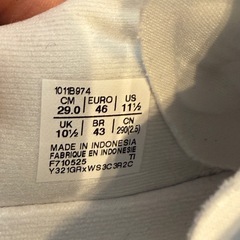 1011B974
CM EURO US
29.0 46 11½
UK BR CN
10½ 43 290(2.5)
MADE IN INDONESIA
FABRIQUE EN INDONESIE
TI
F710525
Y321GRxWS3C3R2C